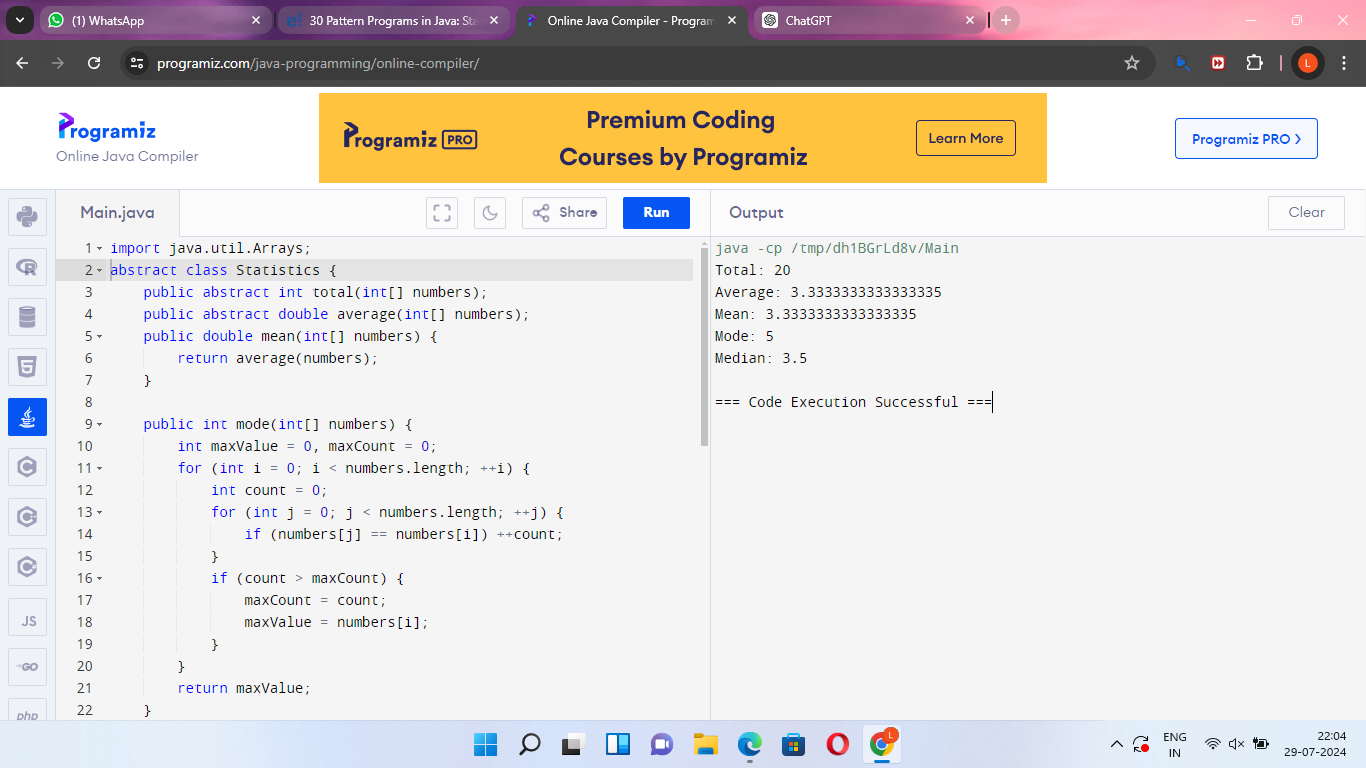 (1) WhatsApp
30 Pattern Programs in Java: Sta
Online Java Compiler - Program
ChatGPT
programiz.com/java-programming/online-compiler/
L
Programiz
Online Java Compiler
Programiz PRO
Premium Coding
Courses by Programiz
Learn More
Programiz PRO >
Main.java
Share
Run
Output
Clear
1 import java.util.Arrays;
2 abstract class Statistics {
3 public abstract int total(int[] numbers);
4 public abstract double average(int[] numbers);
5 public double mean(int[] numbers) {
6 return average(numbers);
7 }
8
9 public int mode(int[] numbers) {
10 int maxValue = 0, maxCount = 0;
11 for (int i = 0; i < numbers.length; ++i) {
12 int count = 0;
13 for (int j = 0; j < numbers.length; ++j) {
14 if (numbers[j] == numbers[i]) ++count;
15 }
16 if (count > maxCount) {
17 maxCount = count;
18 maxValue = numbers[i];
19 }
20 }
21 return maxValue;
22 }
java -cp /tmp/dh1BGrLd8v/Main
Total: 20
Average: 3.3333333333333335
Mean: 3.3333333333333335
Mode: 5
Median: 3.5
=== Code Execution Successful ===
JS
GO
php
L
ENG
IN
22:04
29-07-2024